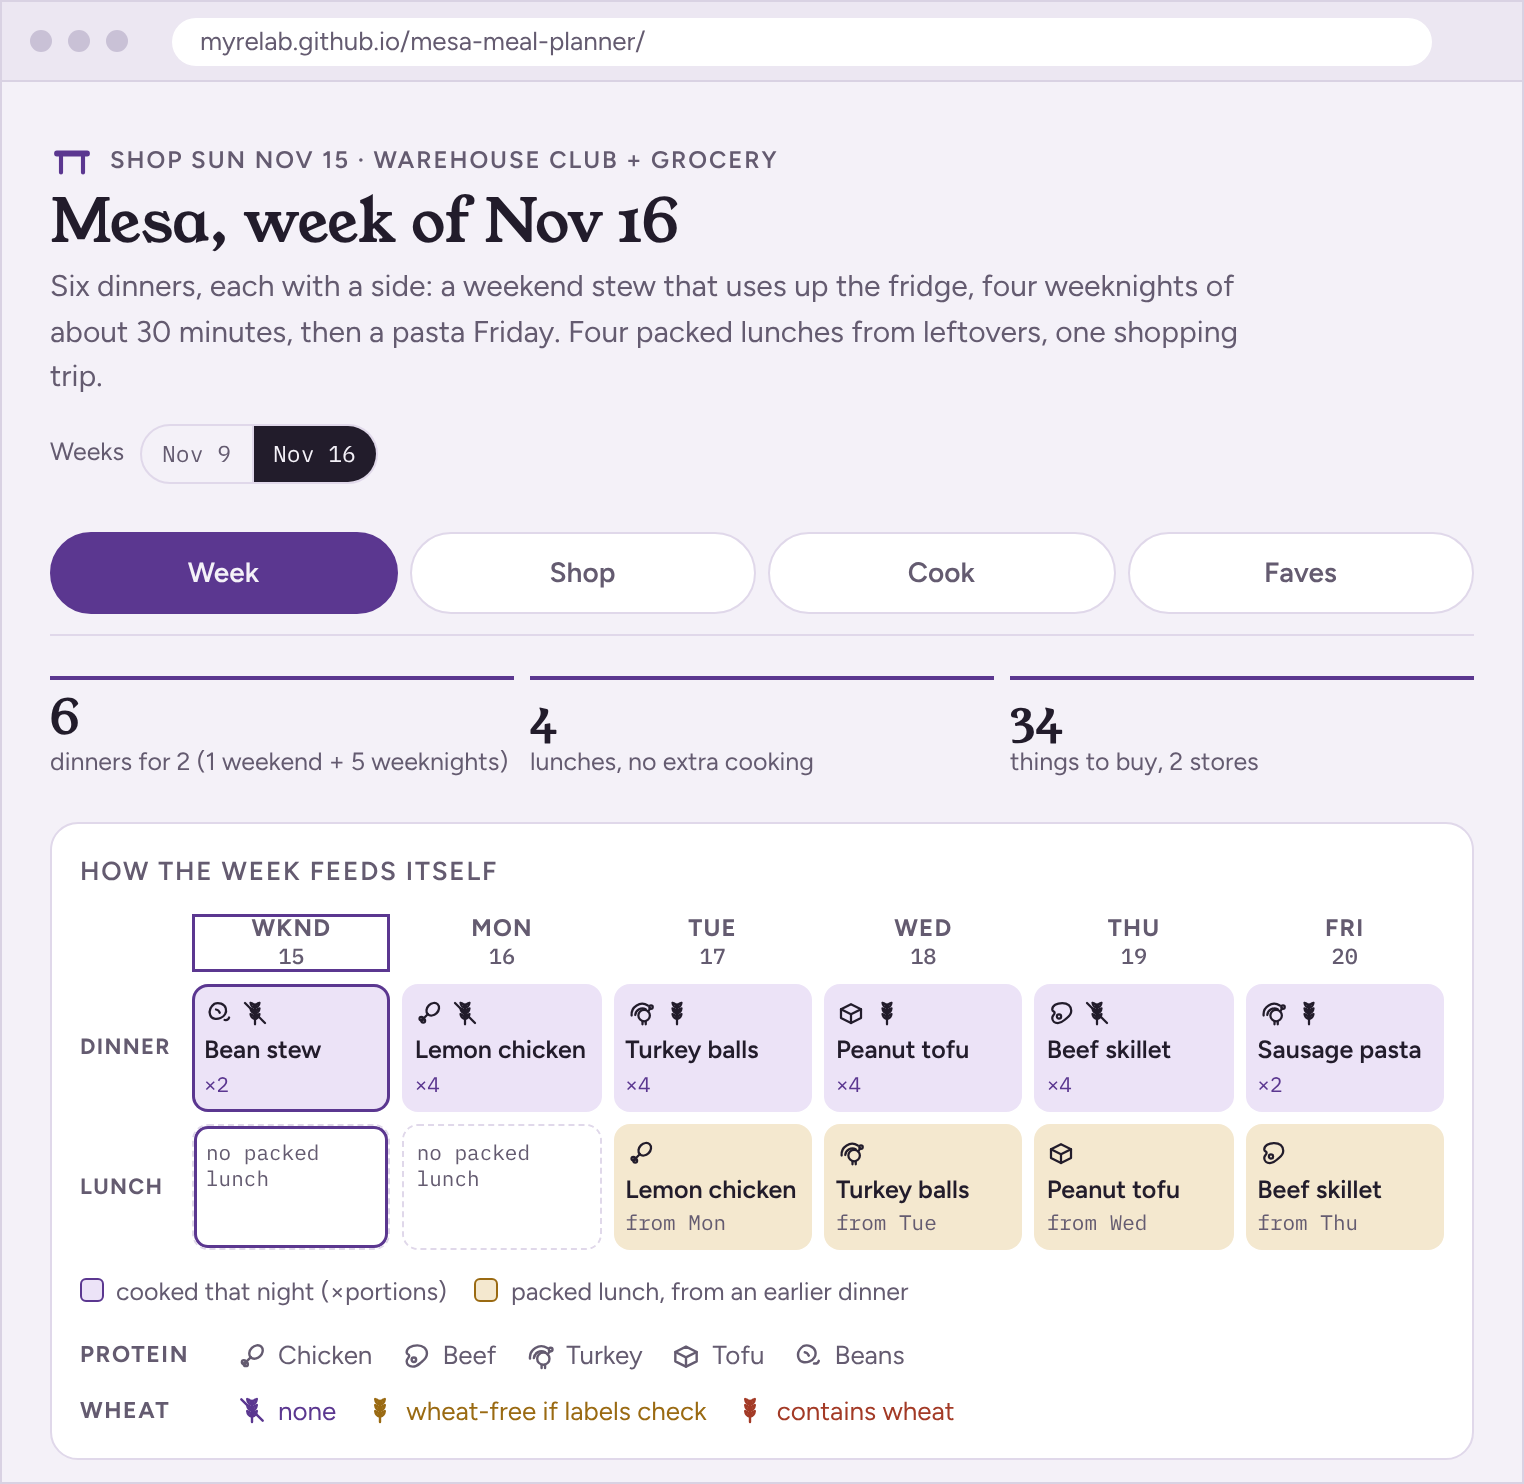 myrelab.github.io/mesa-meal-planner/
SHOP SUN NOV 15 · WAREHOUSE CLUB + GROCERY
Mesa, week of Nov 16
Six dinners, each with a side: a weekend stew that uses up the fridge, four weeknights of
about 30 minutes, then a pasta Friday. Four packed lunches from leftovers, one shopping
trip.
Weeks Nov 9 Nov 16
Week Shop Cook Faves
6 4 34
dinners for 2 (1 weekend + 5 weeknights) lunches, no extra cooking things to buy, 2 stores
HOW THE WEEK FEEDS ITSELF
WKND MON TUE WED THU FRI
15 16 17 18 19 20
DINNER
Bean stew Lemon chicken Turkey balls Peanut tofu Beef skillet Sausage pasta
×2 ×4 ×4 ×4 ×4 ×2
LUNCH
no packed
lunch
no packed
lunch
Lemon chicken Turkey balls Peanut tofu Beef skillet
from Mon from Tue from Wed from Thu
cooked that night (×portions) packed lunch, from an earlier dinner
PROTEIN Chicken Beef Turkey Tofu Beans
WHEAT none wheat-free if labels check contains wheat